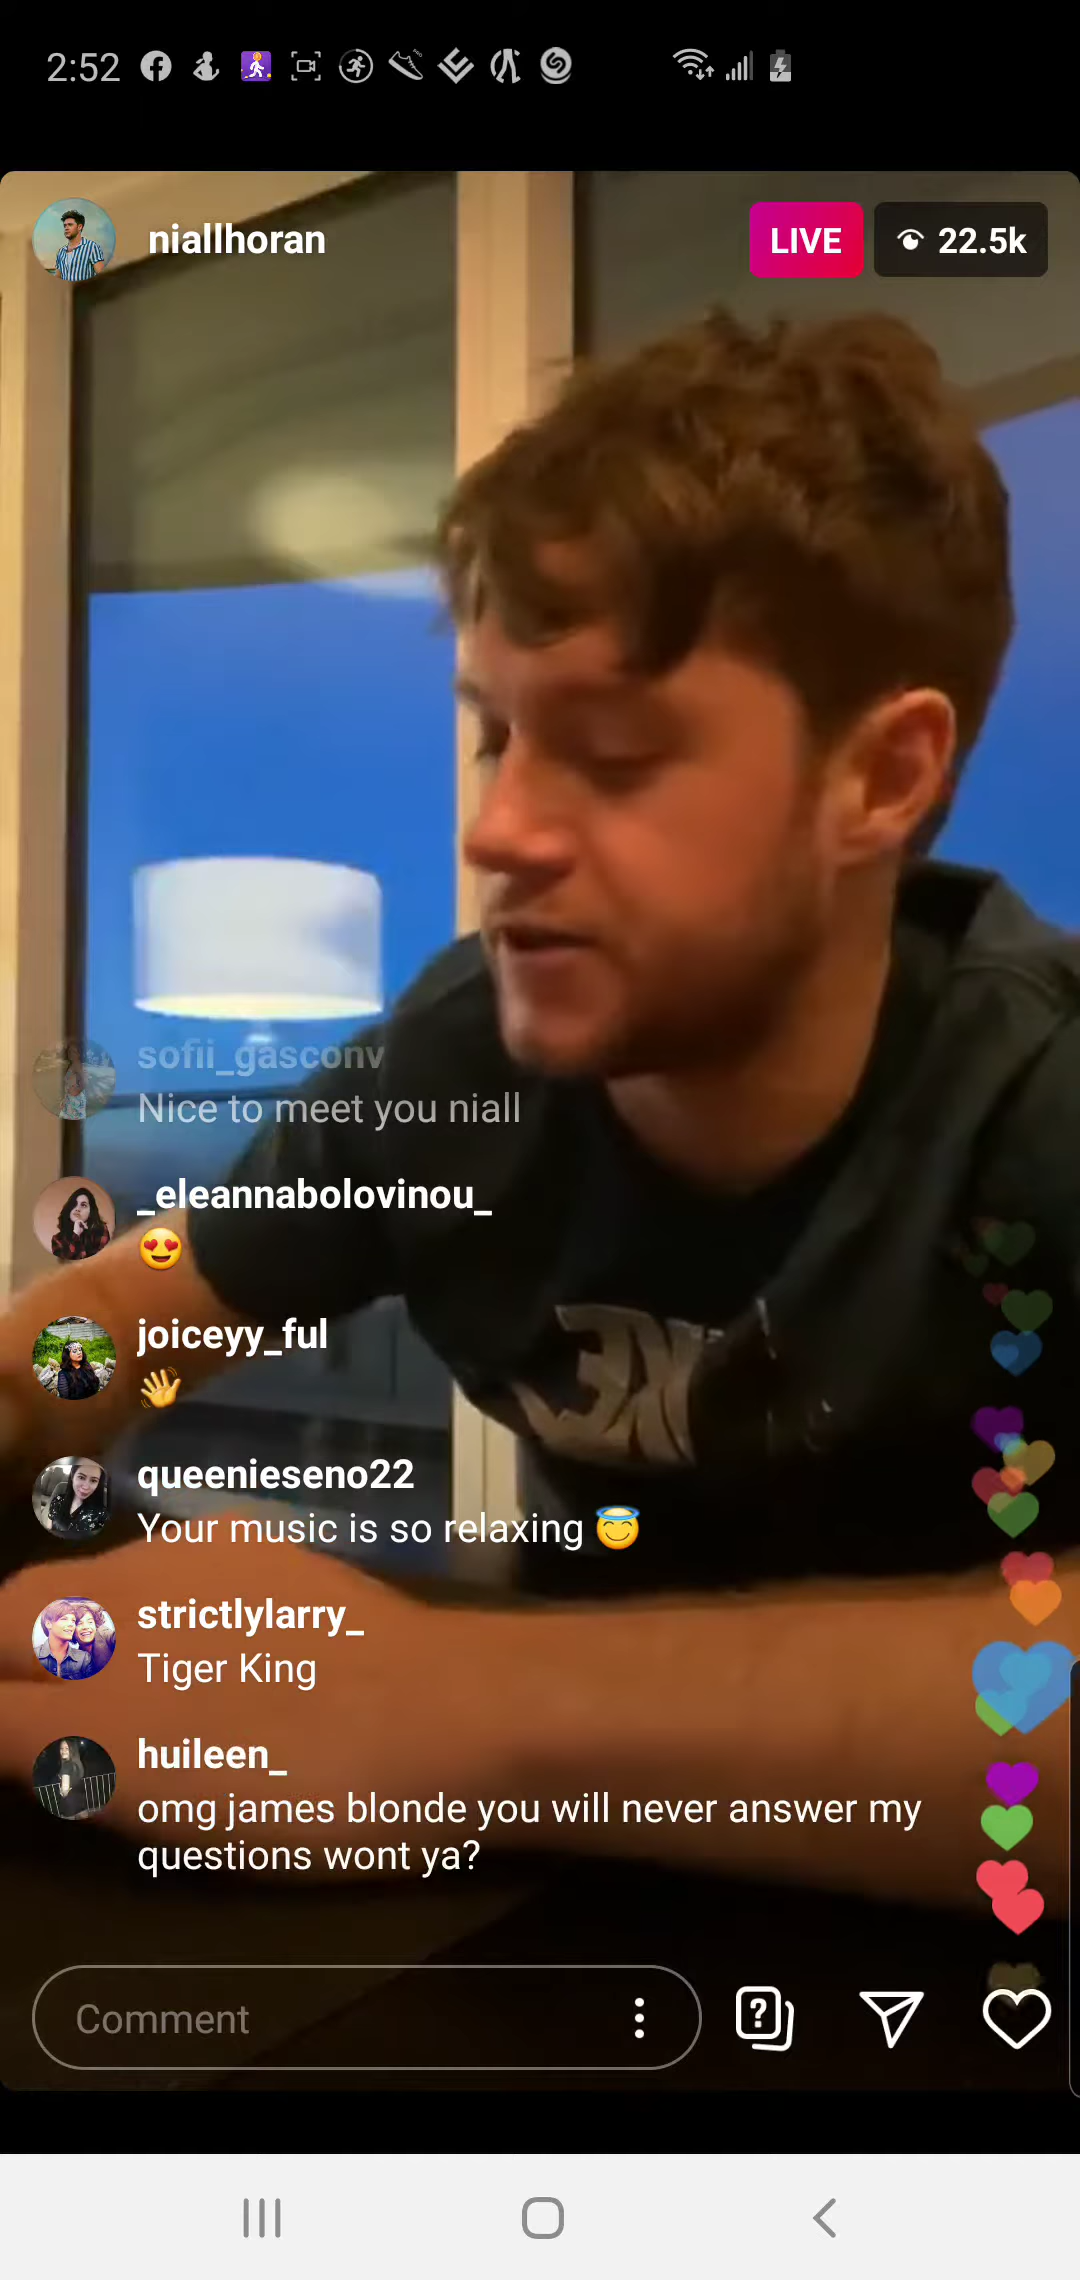 2:52
niallhoran
LIVE
22.5k
sofii_gasconv
Nice to meet you niall
_eleannabolovinou_
😍
joiceyy_ful
👋
queenieseno22
Your music is so relaxing 😇
strictlylarry_
Tiger King
huileen_
omg james blonde you will never answer my
questions wont ya?
Comment